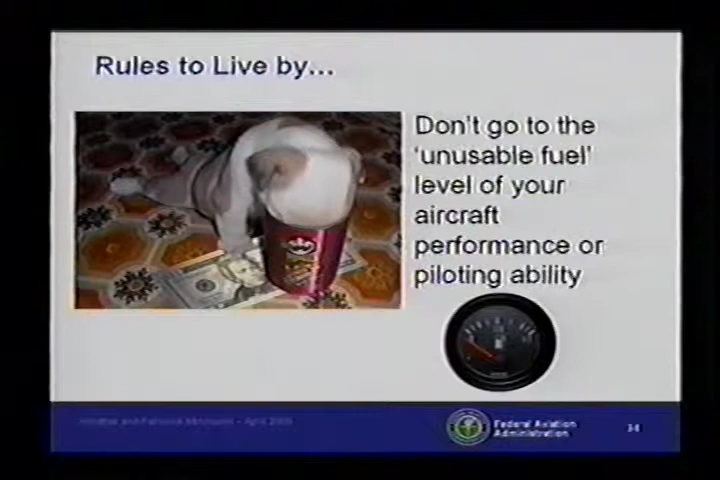 Rules to Live by...
Don't go to the
'unusable fuel'
level of your
aircraft
performance or
piloting ability
Federal Aviation
Administration